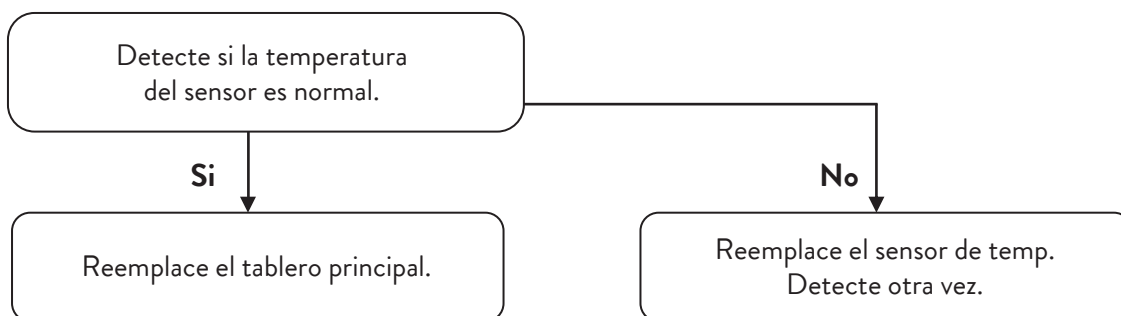 Detecte si la temperatura
del sensor es normal.
Si
No
Reemplace el tablero principal.
Reemplace el sensor de temp.
Detecte otra vez.